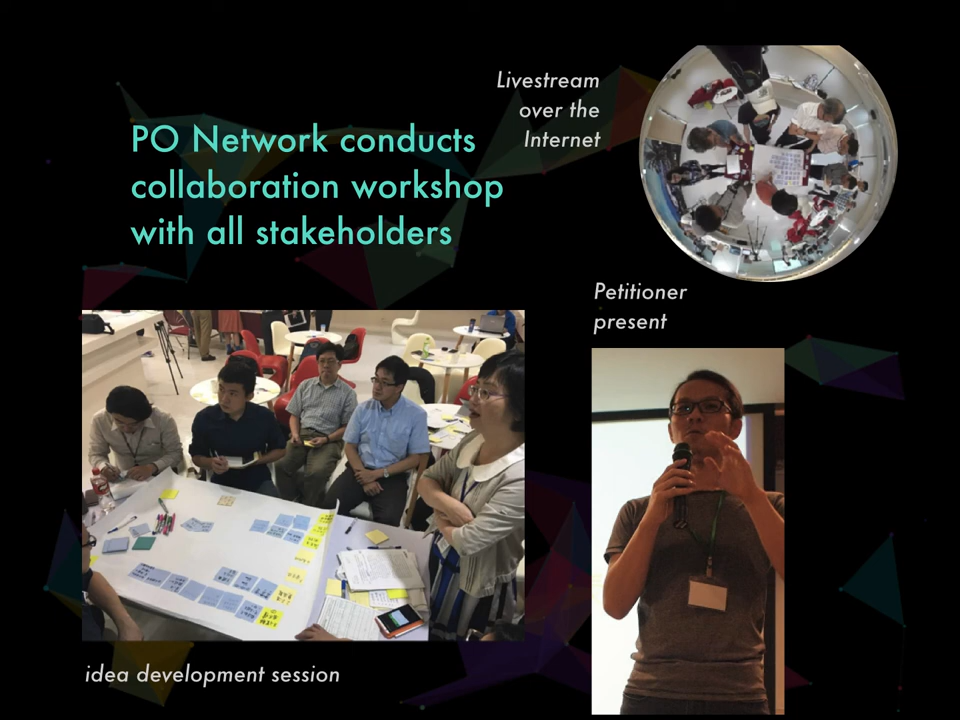 Livestream
over the
Internet
PO Network conducts
collaboration workshop
with all stakeholders
Petitioner
present
idea development session